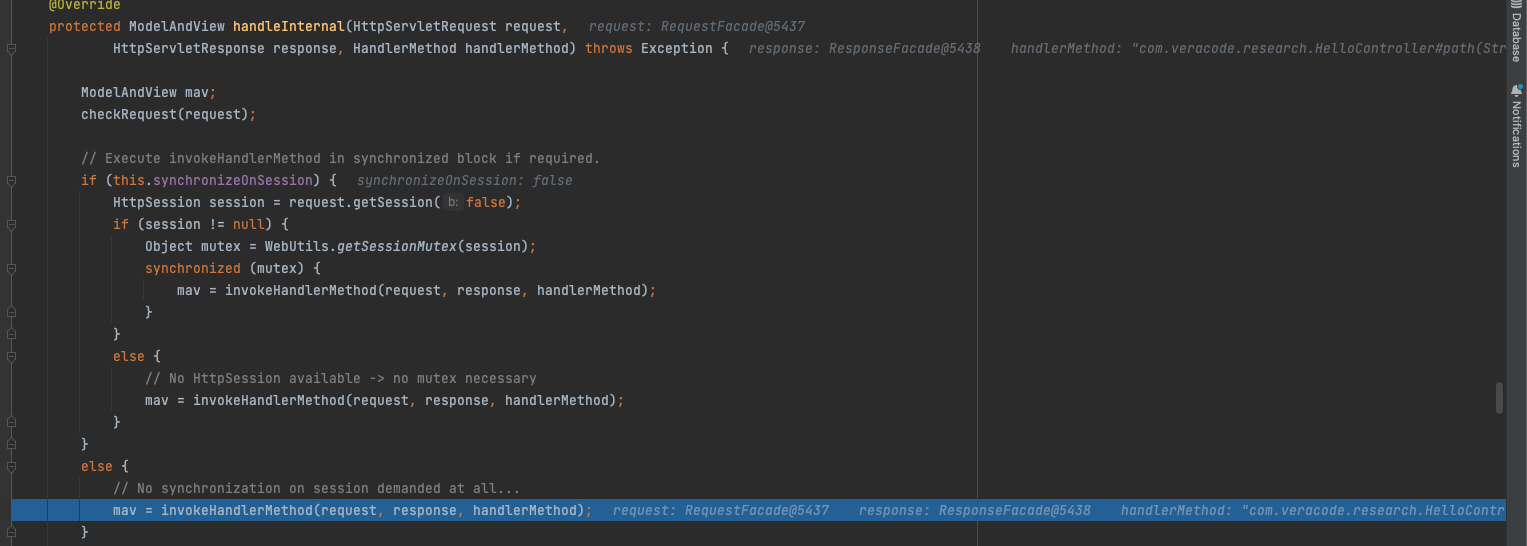 @Override
protected ModelAndView handleInternal(HttpServletRequest request,   request: RequestFacade@5437
        HttpServletResponse response, HandlerMethod handlerMethod) throws Exception {   response: ResponseFacade@5438    handlerMethod: "com.veracode.research.HelloController#path(Str
    ModelAndView mav;
    checkRequest(request);
    // Execute invokeHandlerMethod in synchronized block if required.
    if (this.synchronizeOnSession) {   synchronizeOnSession: false
        HttpSession session = request.getSession( b: false);
        if (session != null) {
            Object mutex = WebUtils.getSessionMutex(session);
            synchronized (mutex) {
                mav = invokeHandlerMethod(request, response, handlerMethod);
            }
        }
        else {
            // No HttpSession available -> no mutex necessary
            mav = invokeHandlerMethod(request, response, handlerMethod);
        }
    }
    else {
        // No synchronization on session demanded at all...
        mav = invokeHandlerMethod(request, response, handlerMethod);   request: RequestFacade@5437    response: ResponseFacade@5438    handlerMethod: "com.veracode.research.HelloContr
    }
Database
Notifications